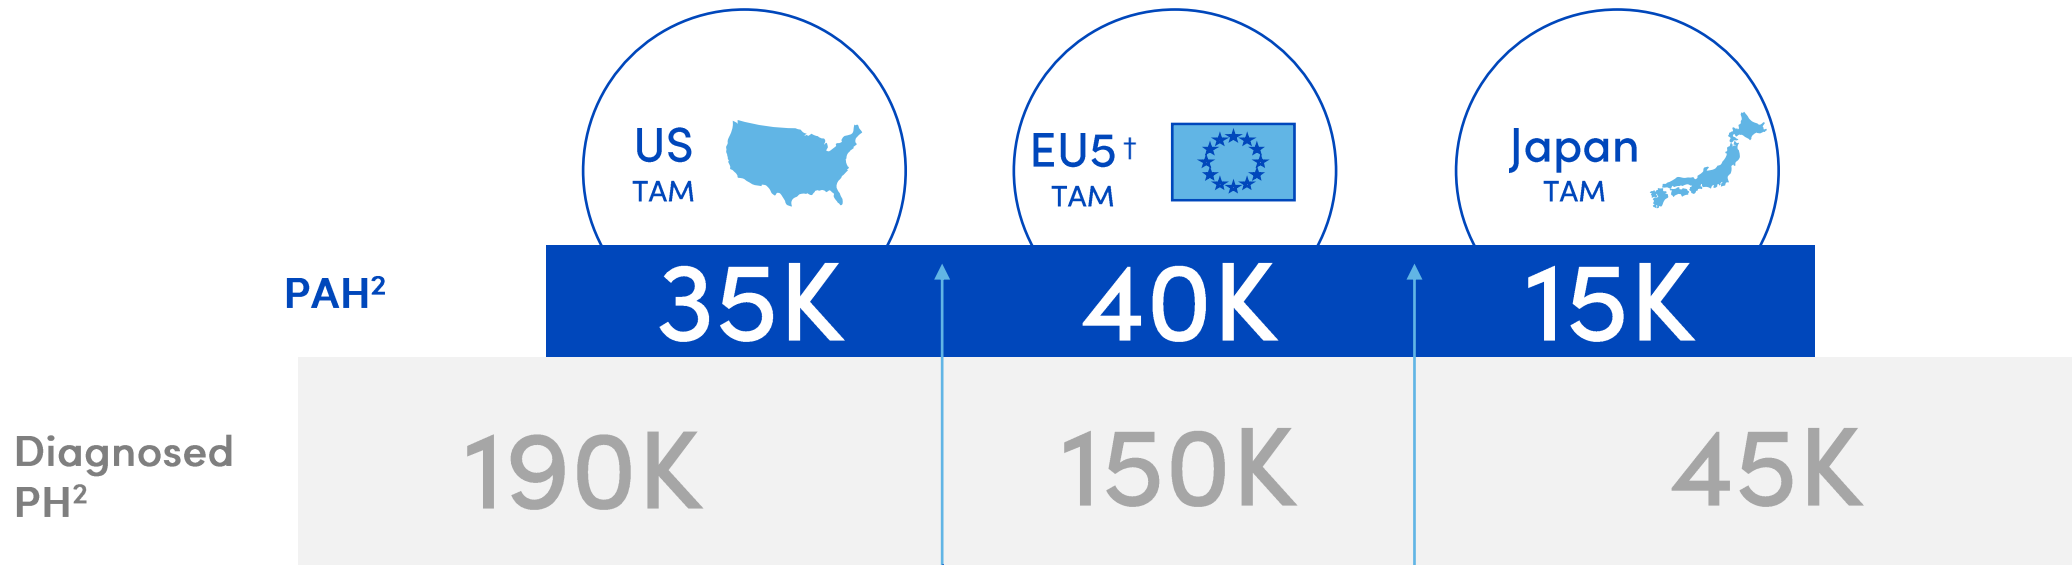 US
TAM
EU5†
TAM
Japan
TAM
PAH²
35K
40K
15K
Diagnosed
PH²
190K
150K
45K